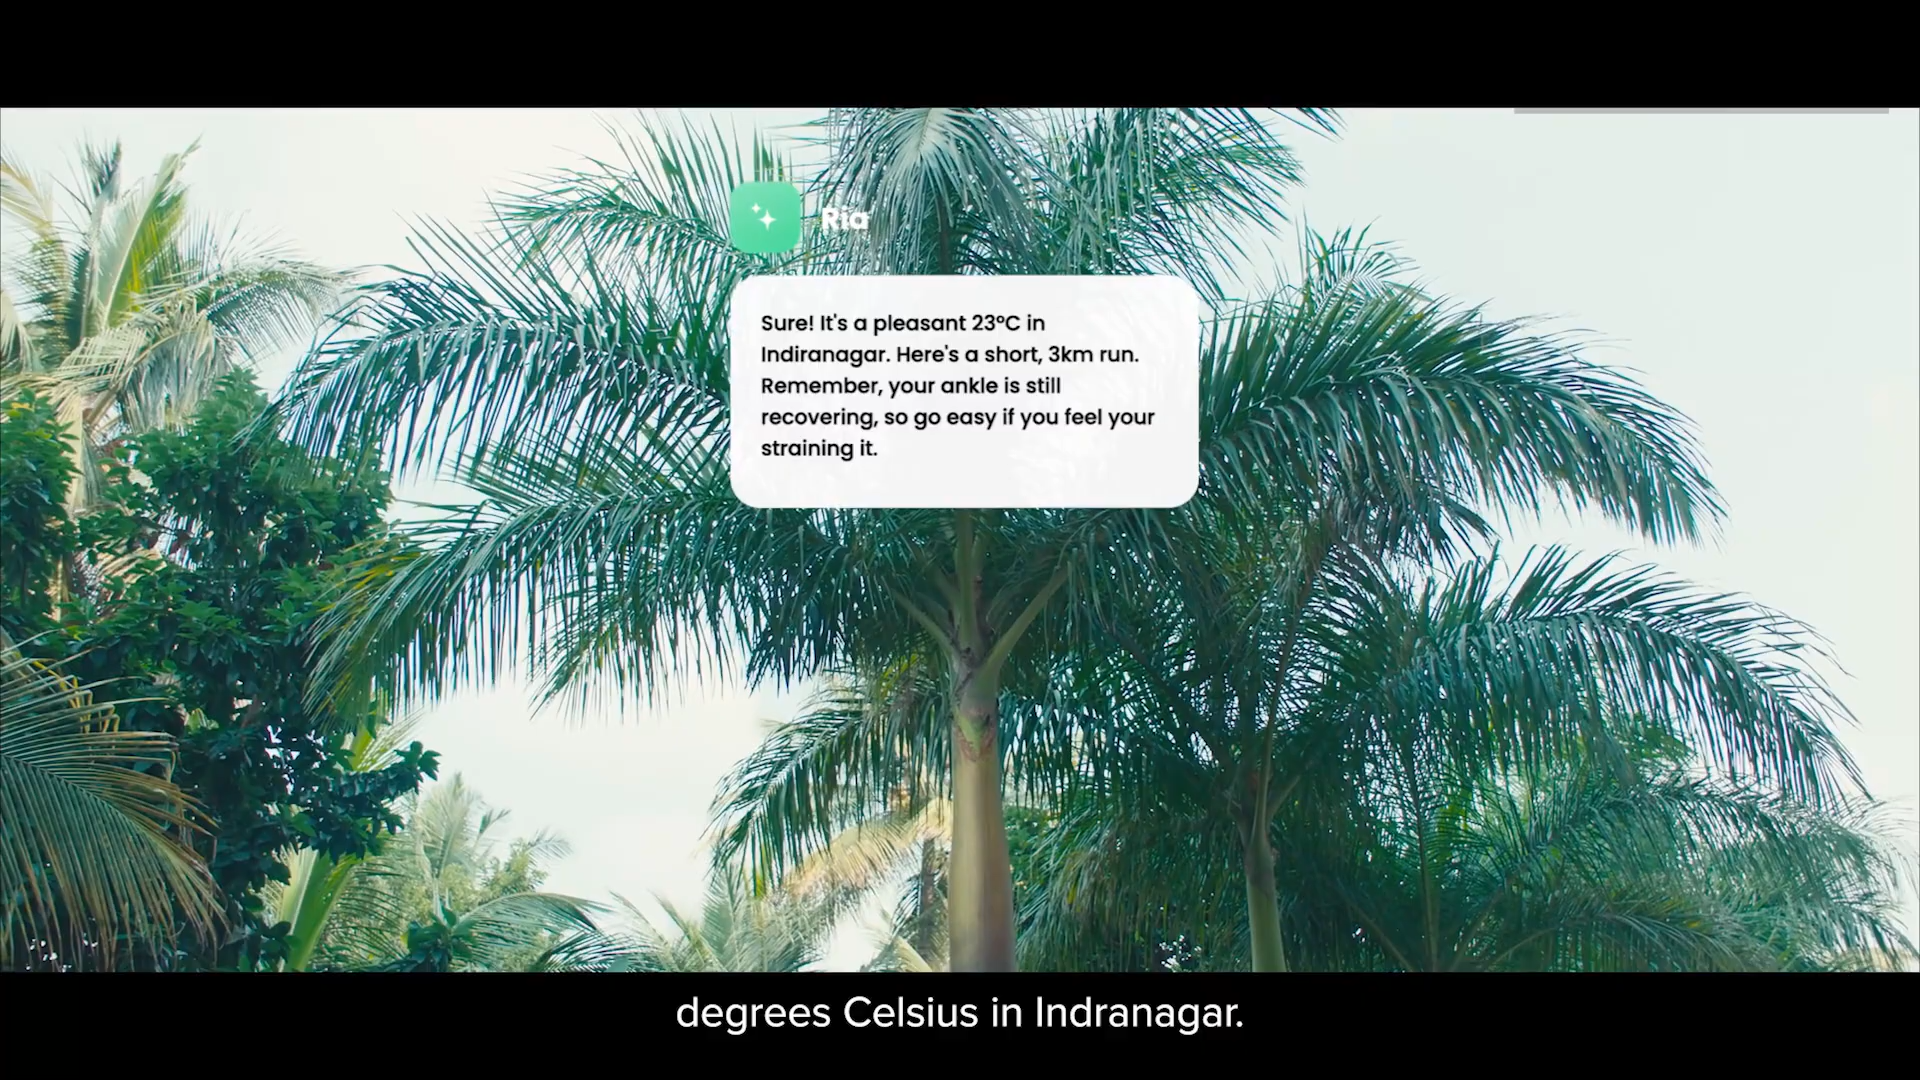 Ria
Sure! It's a pleasant 23°C in
Indiranagar. Here's a short, 3km run.
Remember, your ankle is still
recovering, so go easy if you feel your
straining it.
degrees Celsius in Indranagar.